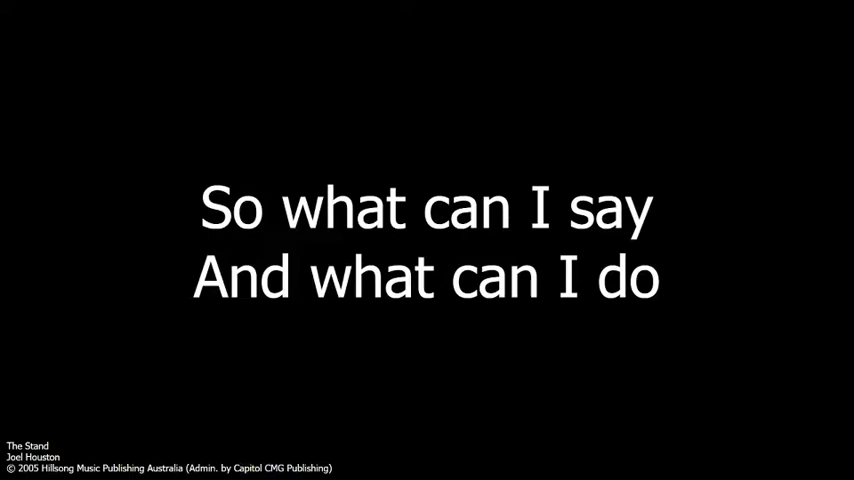 So what can I say
And what can I do
The Stand
Joel Houston
© 2005 Hillsong Music Publishing Australia (Admin. by Capitol CMG Publishing)